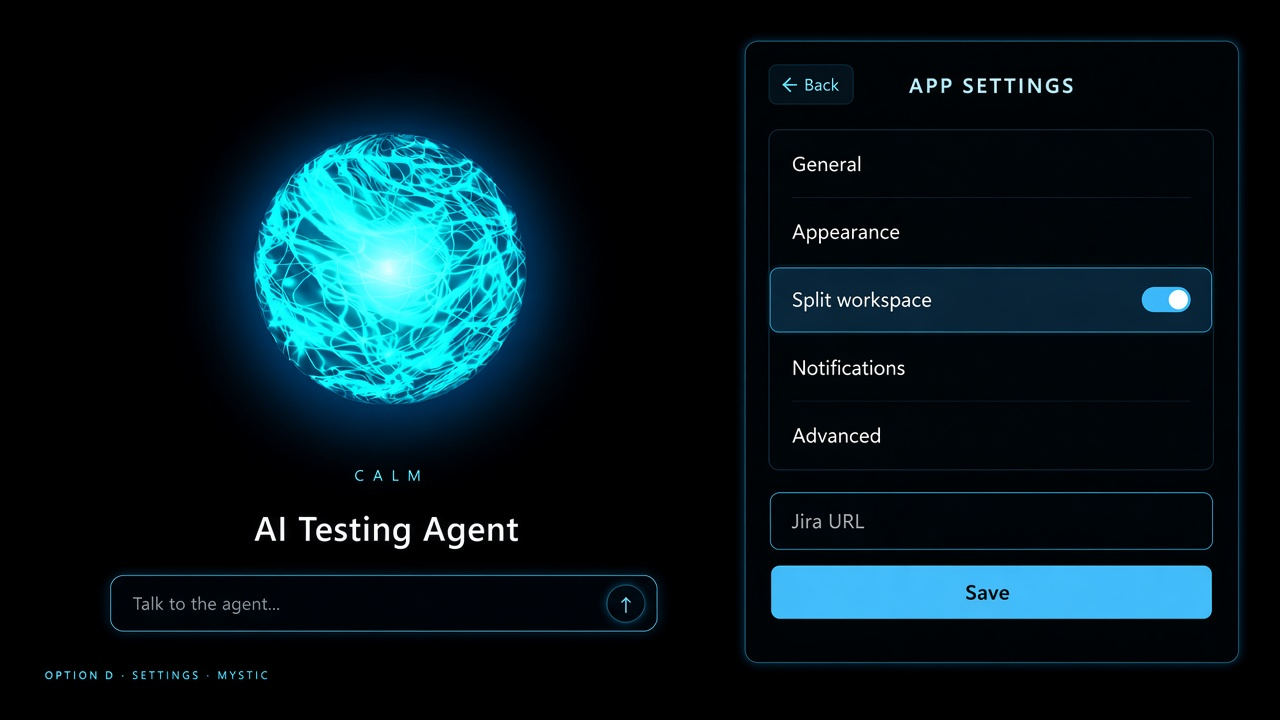 CALM
AI Testing Agent
Talk to the agent...
OPTION D · SETTINGS · MYSTIC
← Back
APP SETTINGS
General
Appearance
Split workspace
Notifications
Advanced
Jira URL
Save